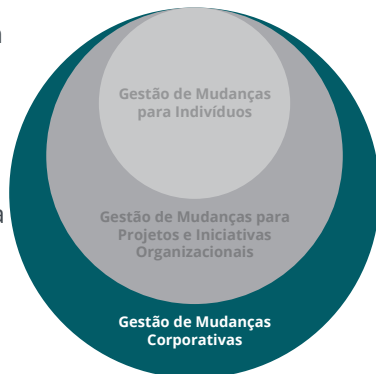 Gestão de Mudanças
para Indivíduos
Gestão de Mudanças para
Projetos e Iniciativas
Organizacionais
Gestão de Mudanças
Corporativas